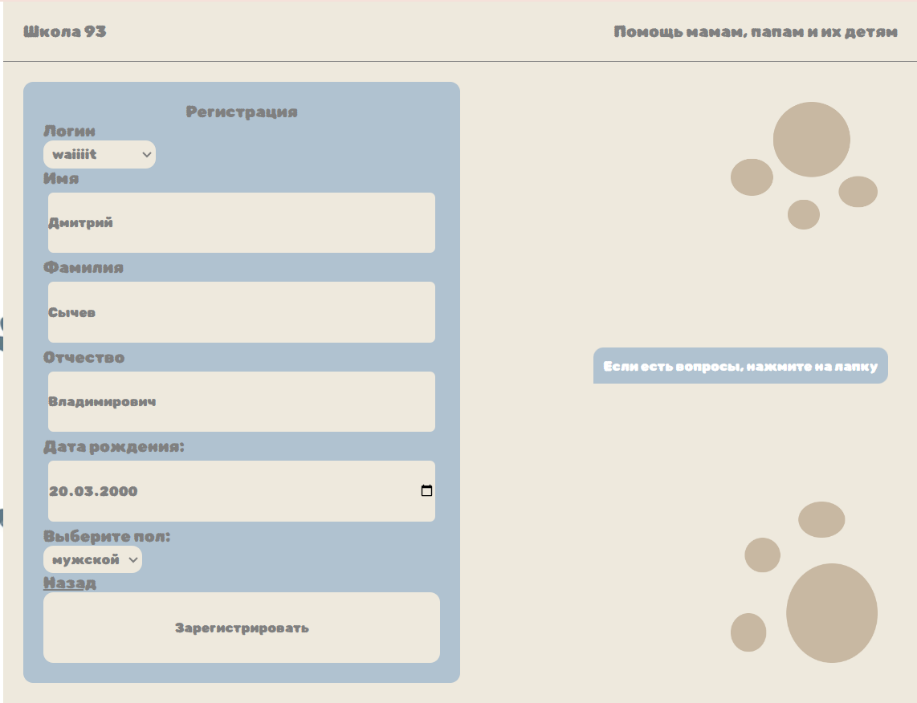 Школа 93
Помощь мамам, папам и их детям
Регистрация
Логин
waiiiit
Имя
Дмитрий
Фамилия
Сычев
Отчество
Владимирович
Дата рождения:
20.03.2000
Выберите пол:
мужской
Назад
Зарегистрировать
Если есть вопросы, нажмите на лапку